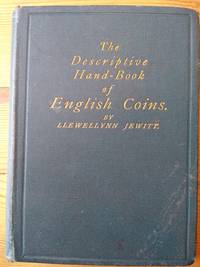 The
Descriptive
Hand-Book
of
English Coins.
BY
LLEWELLYNN JEWITT.